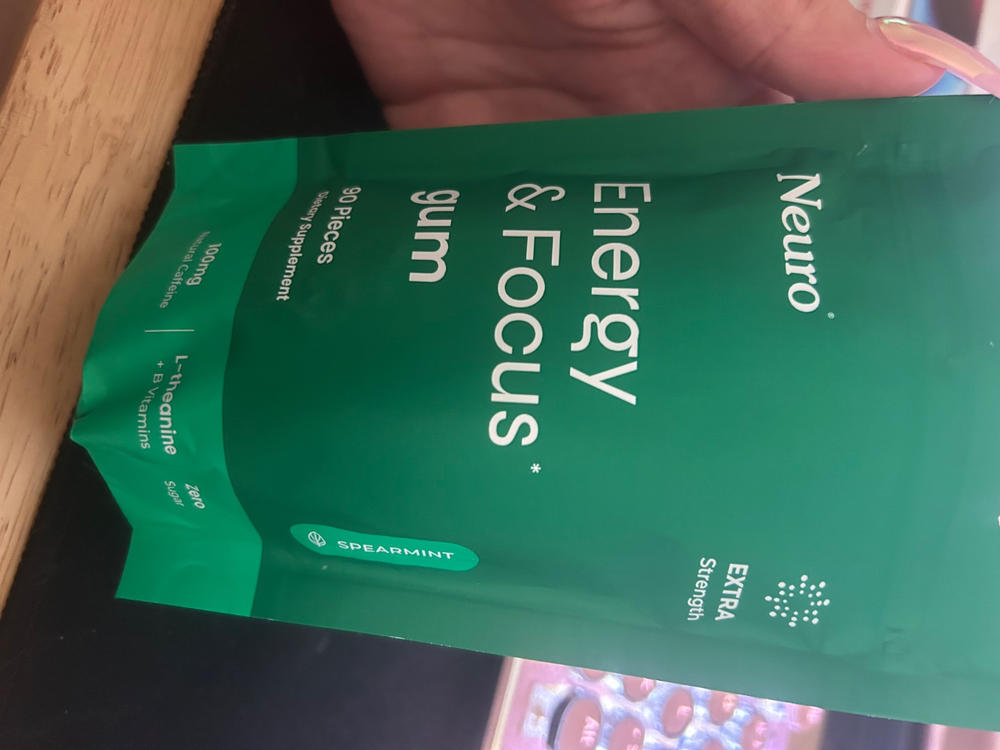 Neuro®
EXTRA
Strength
Energy
& Focus*
gum
SPEARMINT
90 Pieces
Dietary Supplement
100mg
Natural Caffeine
L-theanine
+ B Vitamins
Zero
Sugar